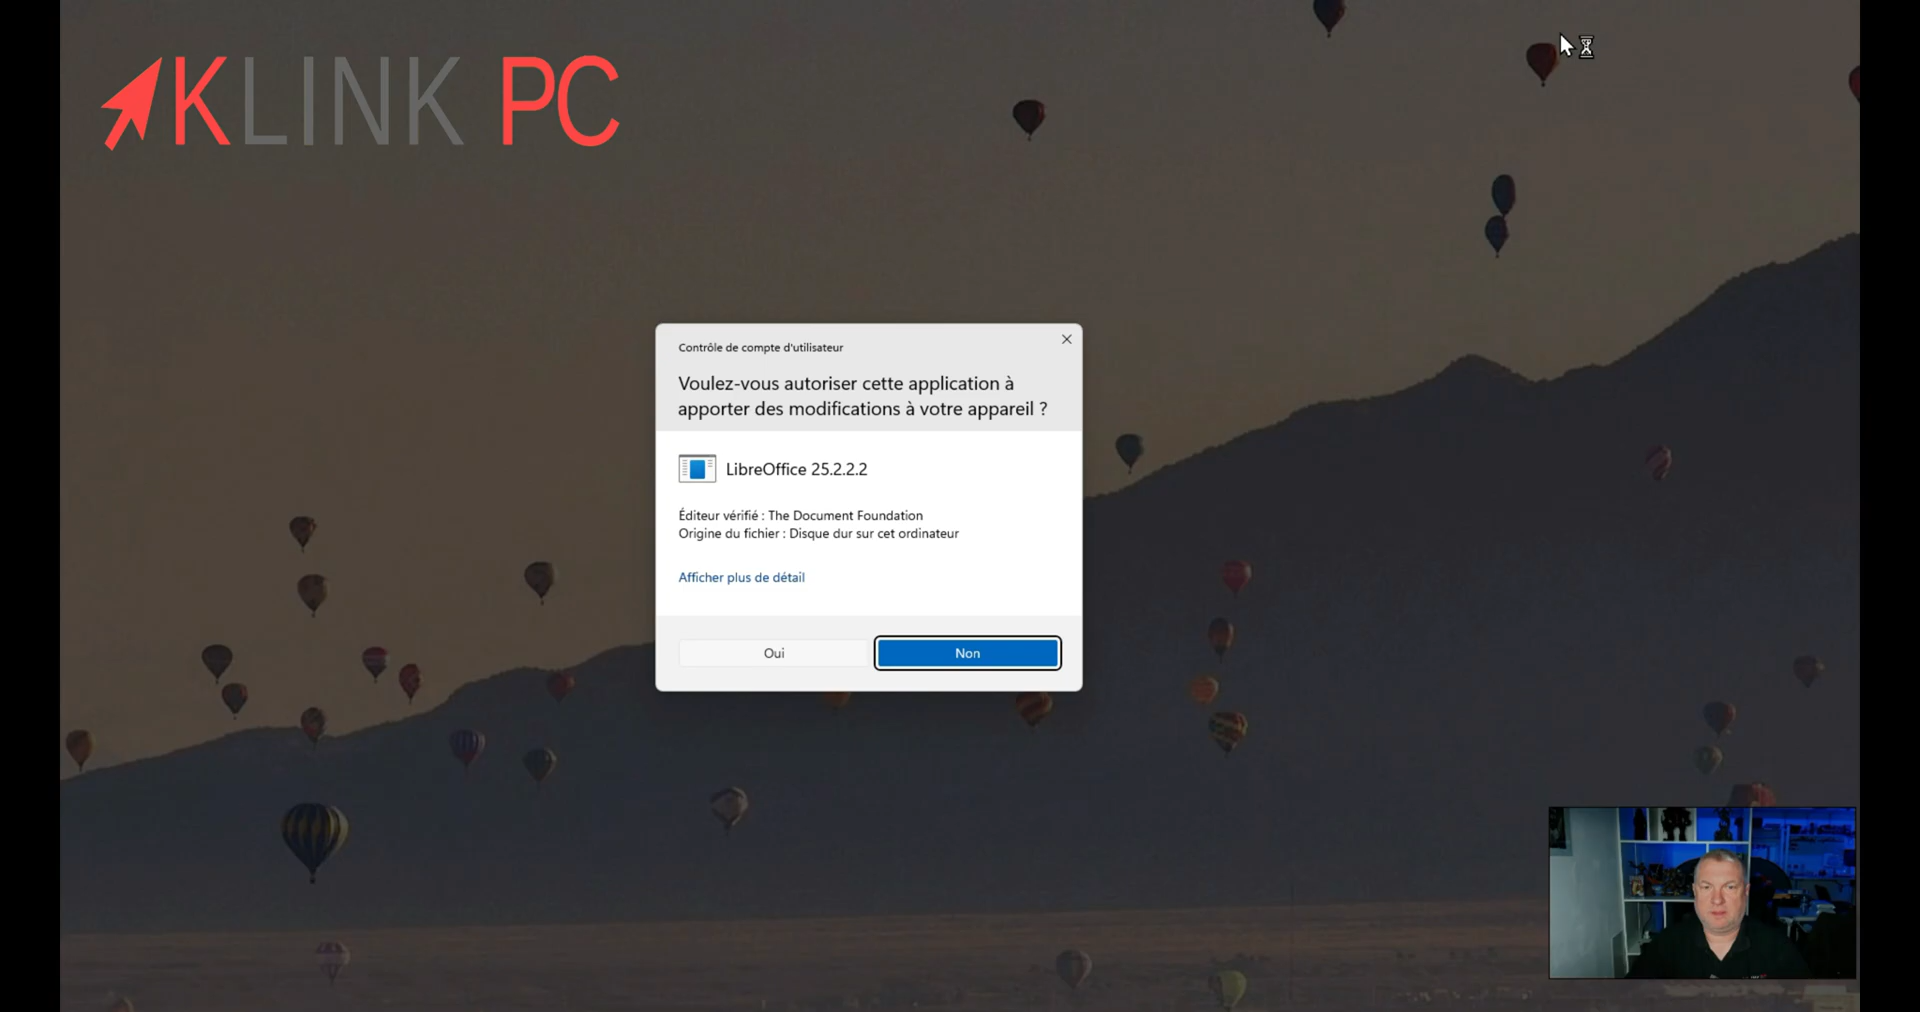 KLINK PC
Contrôle de compte d'utilisateur
Voulez-vous autoriser cette application à
apporter des modifications à votre appareil ?
LibreOffice 25.2.2.2
Éditeur vérifié : The Document Foundation
Origine du fichier : Disque dur sur cet ordinateur
Afficher plus de détail
Oui
Non